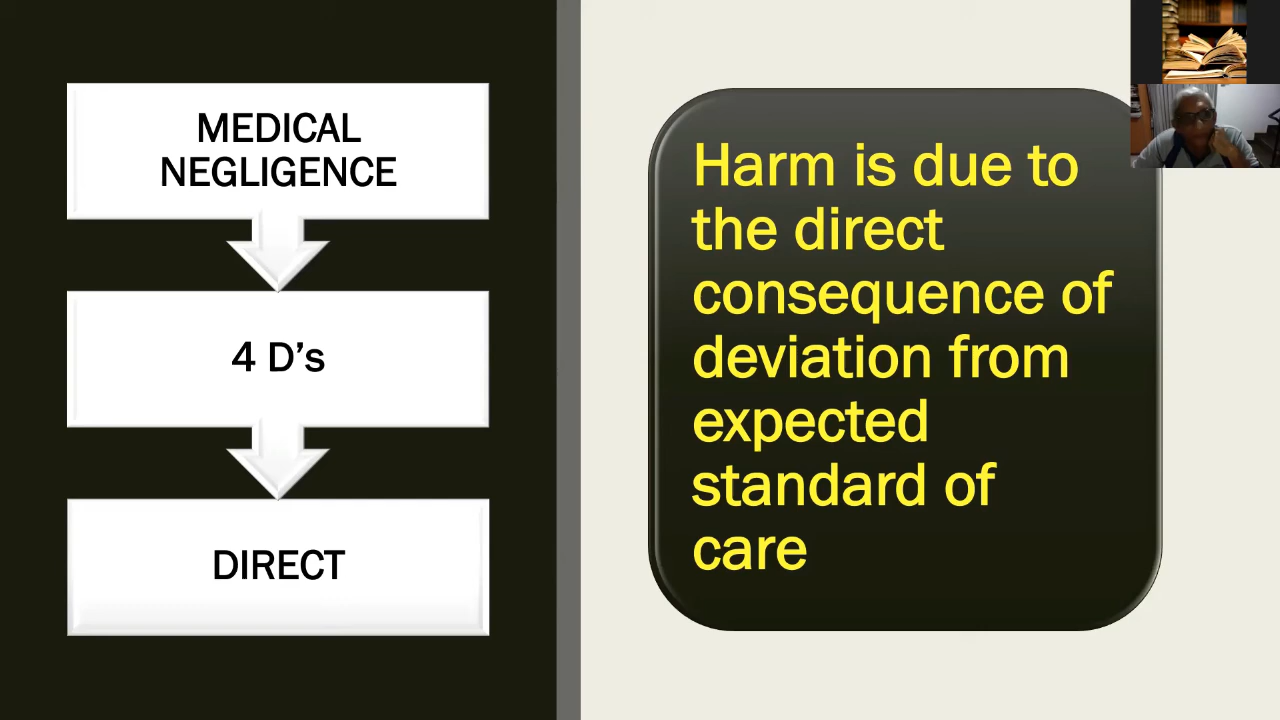 MEDICAL
NEGLIGENCE
4 D's
DIRECT
Harm is due to
the direct
consequence of
deviation from
expected
standard of
care